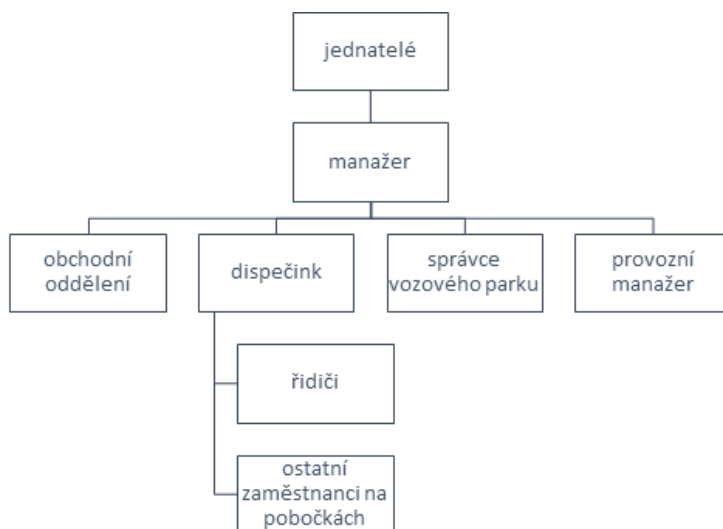 jednatelé
manažer
obchodní
oddělení
dispečink
správce
vozového parku
provozní
manažer
řidiči
ostatní
zaměstnanci na
pobočkách